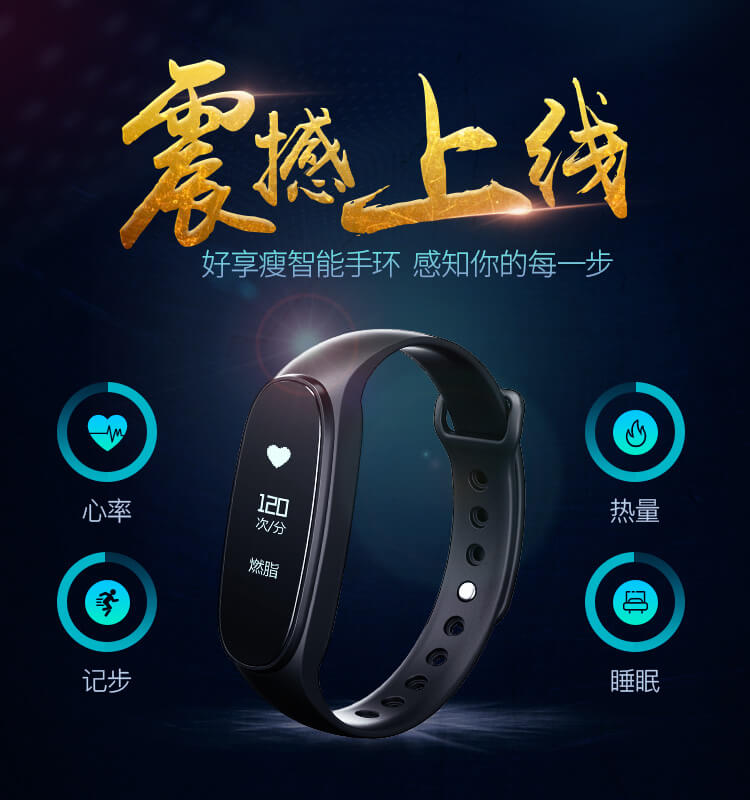 震撼上线
好享瘦智能手环 感知你的每一步
心率
热量
120
次/分
燃脂
记步
睡眠